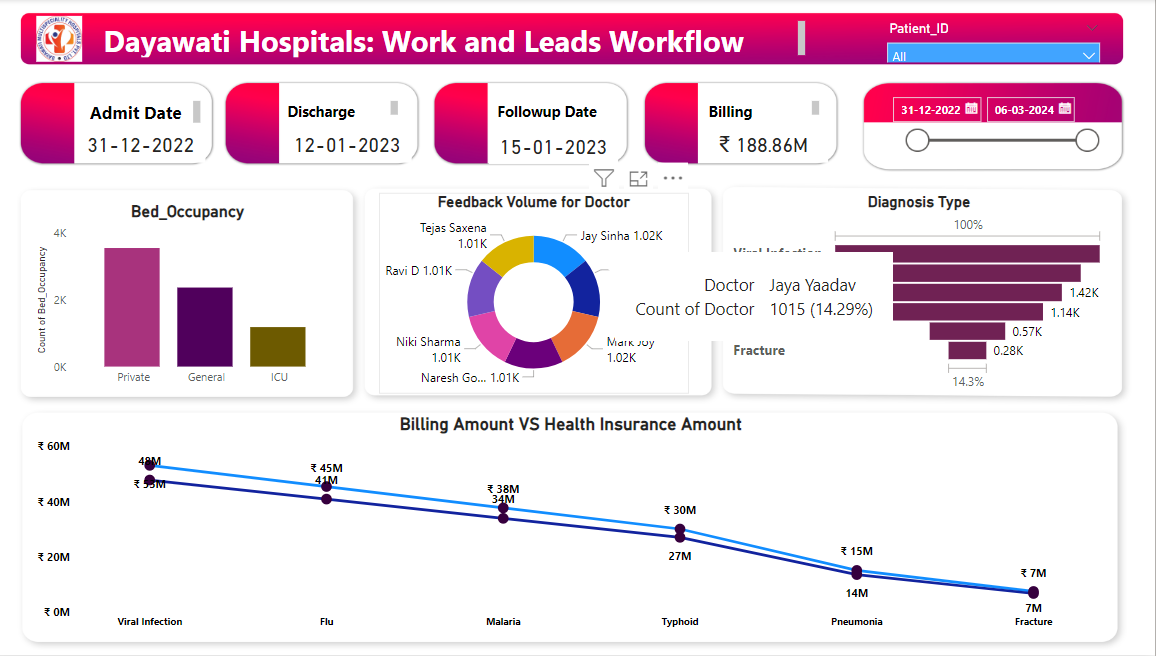 Dayawati Hospitals: Work and Leads Workflow
Patient_ID
All
Admit Date
31-12-2022
Discharge
12-01-2023
Followup Date
15-01-2023
Billing
₹ 188.86M
31-12-2022
06-03-2024
Bed_Occupancy
Count of Bed_Occupancy
4K
2K
0K
Private
General
ICU
Feedback Volume for Doctor
Tejas Saxena
1.01K
Jay Sinha 1.02K
Ravi D 1.01K
Niki Sharma
1.01K
Mark Joy
1.02K
Naresh Go... 1.01K
Doctor Jaya Yaadav
Count of Doctor 1015 (14.29%)
Diagnosis Type
100%
Viral Infection
1.42K
1.14K
0.57K
Fracture
0.28K
14.3%
Billing Amount VS Health Insurance Amount
₹ 60M
₹ 40M
₹ 20M
₹ 0M
48M
₹ 53M
₹ 45M
41M
₹ 38M
34M
₹ 30M
27M
₹ 15M
14M
₹ 7M
7M
Viral Infection
Flu
Malaria
Typhoid
Pneumonia
Fracture